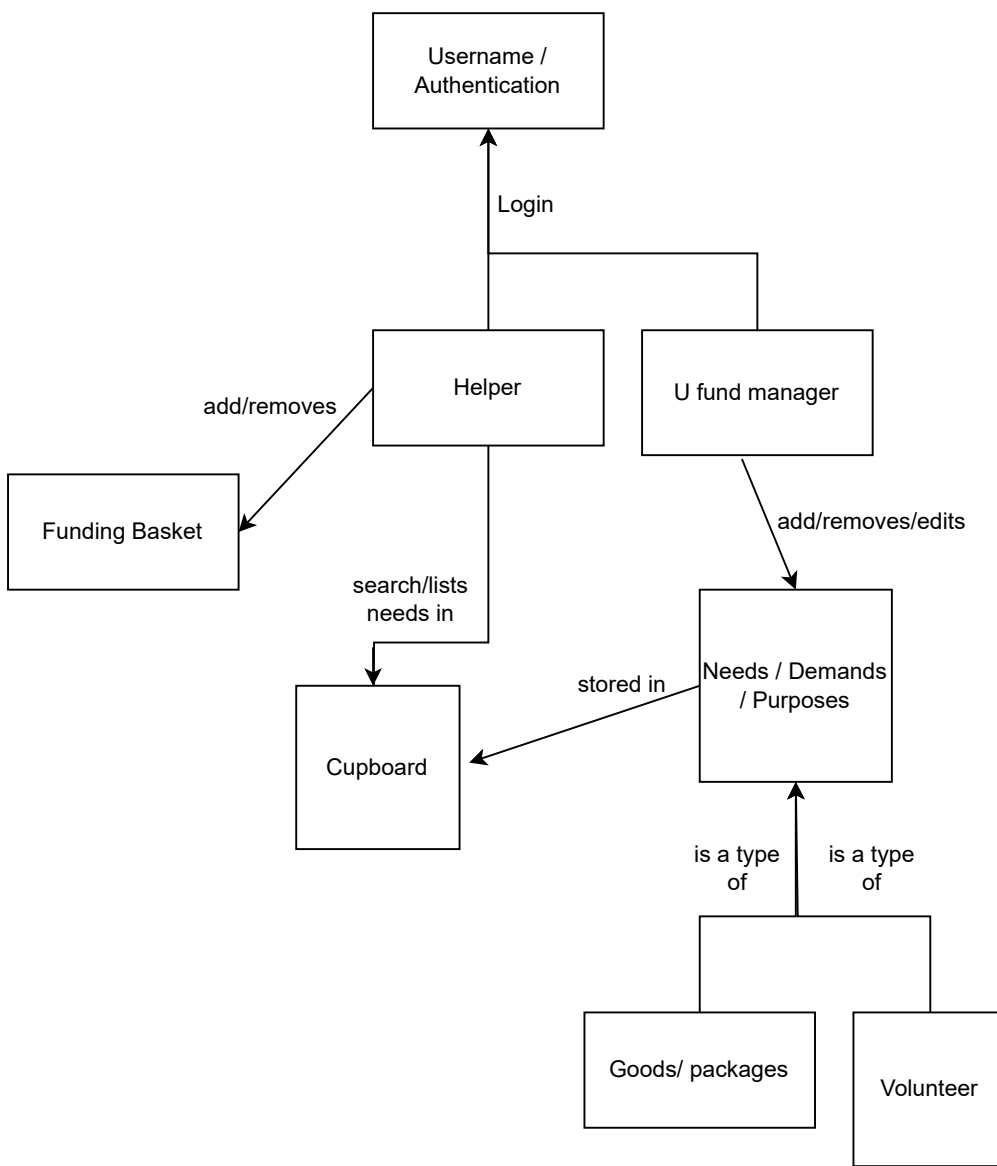 Username /
Authentication
Login
Helper
U fund manager
add/removes
Funding Basket
add/removes/edits
search/lists
needs in
stored in
Needs / Demands
/ Purposes
Cupboard
is a type
of
is a type
of
Goods/ packages
Volunteer